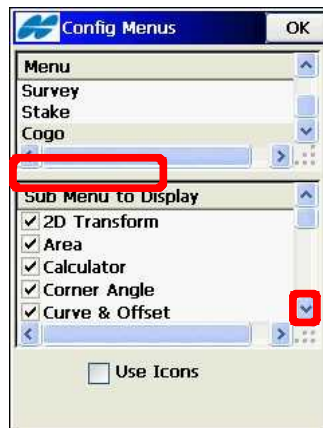 Config Menus OK
Menu
Survey
Stake
Cogo
Sub Menu to Display
2D Transform
Area
Calculator
Corner Angle
Curve & Offset
Use Icons